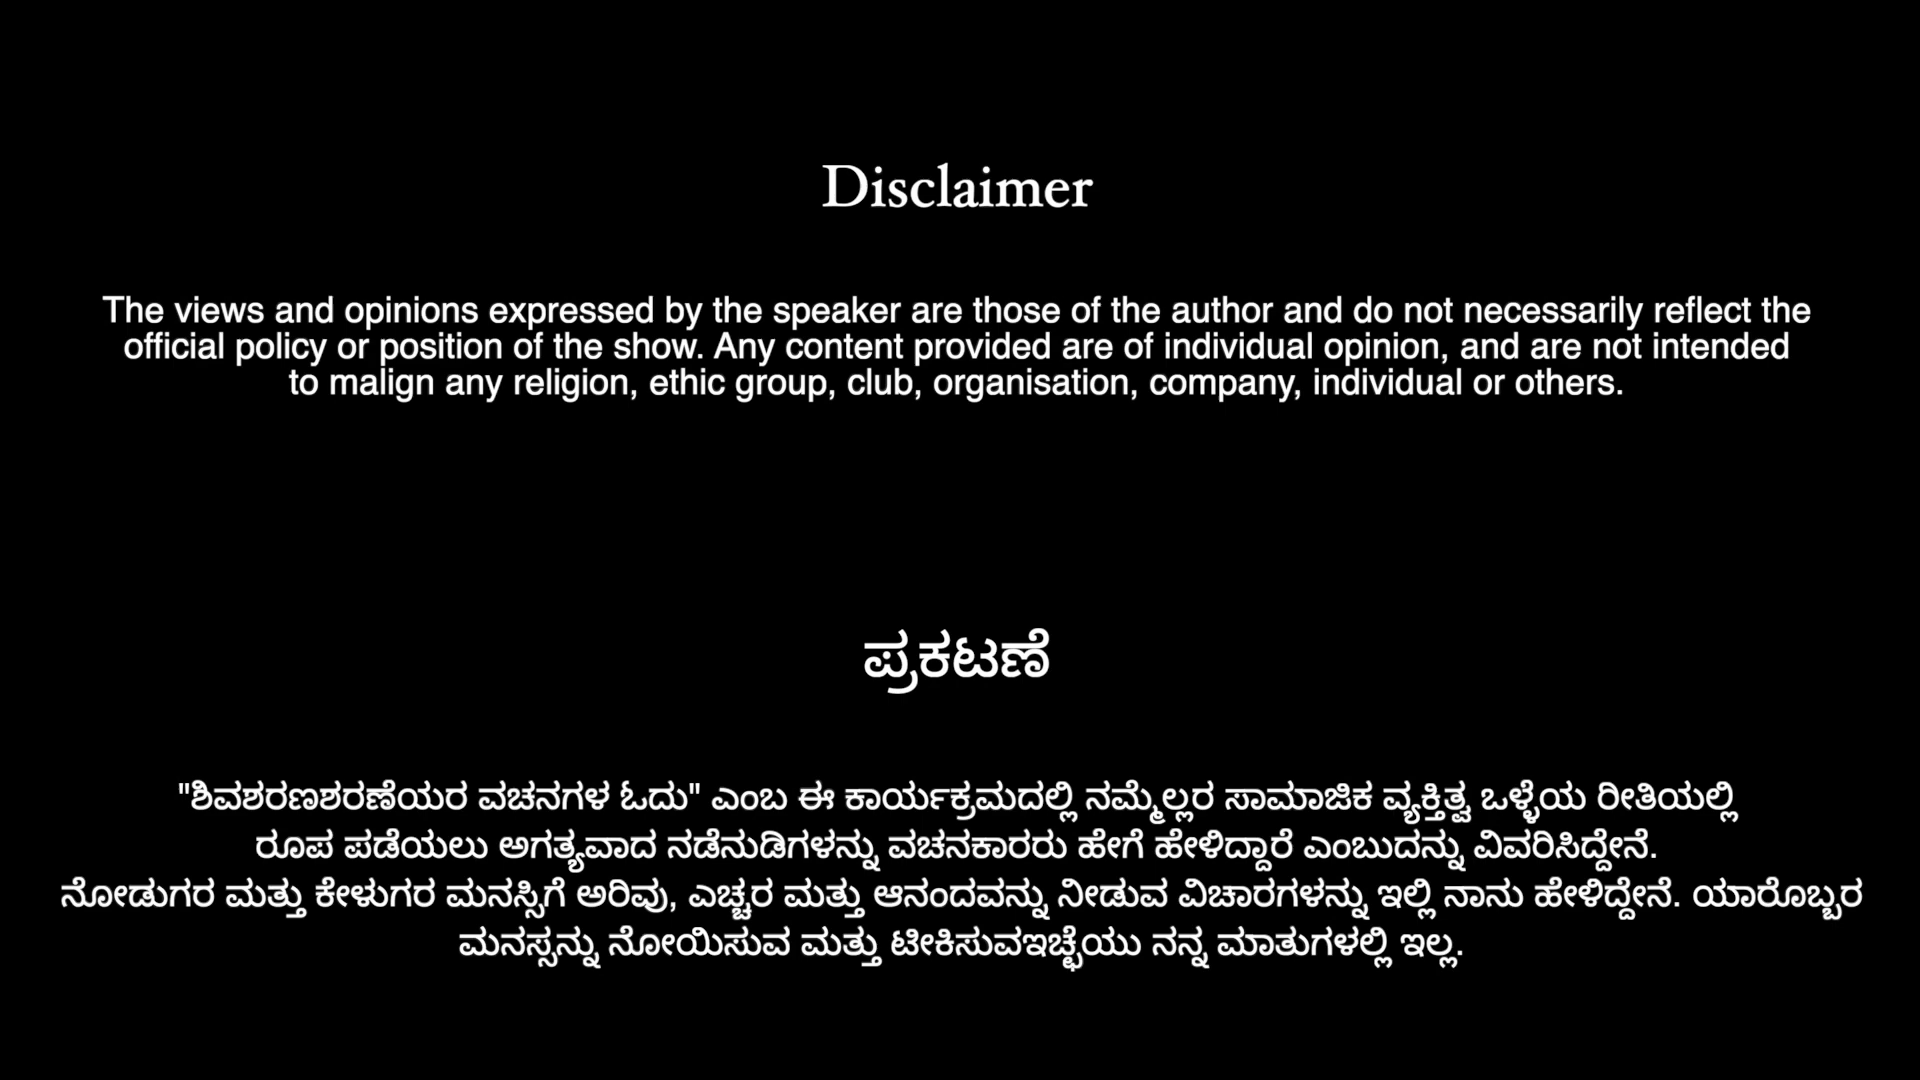 Disclaimer
The views and opinions expressed by the speaker are those of the author and do not necessarily reflect the
official policy or position of the show. Any content provided are of individual opinion, and are not intended
to malign any religion, ethic group, club, organisation, company, individual or others.
ಪ್ರಕಟಣೆ
"ಶಿವಶರಣಶರಣೆಯರ ವಚನಗಳ ಓದು" ಎಂಬ ಈ ಕಾರ್ಯಕ್ರಮದಲ್ಲಿ ನಮ್ಮೆಲ್ಲರ ಸಾಮಾಜಿಕ ವ್ಯಕ್ತಿತ್ವ ಒಳ್ಳೆಯ ರೀತಿಯಲ್ಲಿ
ರೂಪ ಪಡೆಯಲು ಅಗತ್ಯವಾದ ನಡೆನುಡಿಗಳನ್ನು ವಚನಕಾರರು ಹೇಗೆ ಹೇಳಿದ್ದಾರೆ ಎಂಬುದನ್ನು ವಿವರಿಸಿದ್ದೇನೆ.
ನೋಡುಗರ ಮತ್ತು ಕೇಳುಗರ ಮನಸ್ಸಿಗೆ ಅರಿವು, ಎಚ್ಚರ ಮತ್ತು ಆನಂದವನ್ನು ನೀಡುವ ವಿಚಾರಗಳನ್ನು ಇಲ್ಲಿ ನಾನು ಹೇಳಿದ್ದೇನೆ. ಯಾರೊಬ್ಬರ
ಮನಸ್ಸನ್ನು ನೋಯಿಸುವ ಮತ್ತು ಟೀಕಿಸುವಇಚ್ಛೆಯು ನನ್ನ ಮಾತುಗಳಲ್ಲಿ ಇಲ್ಲ.